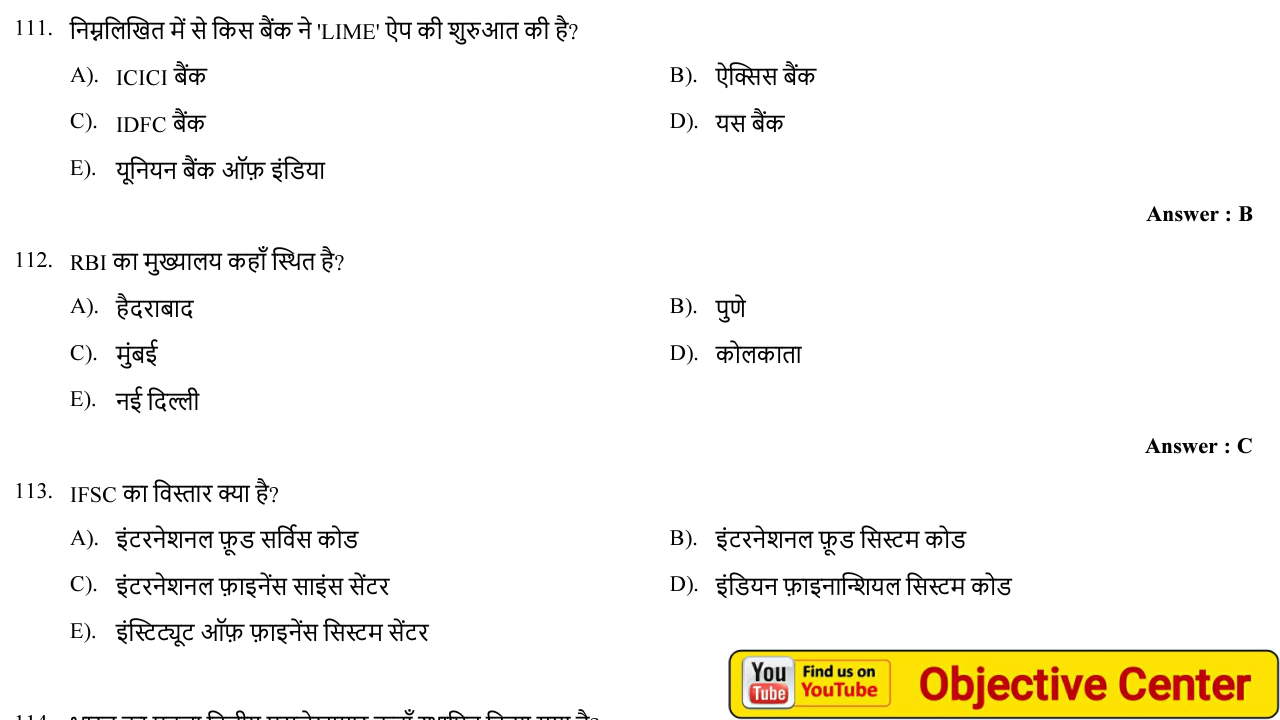 111. निम्नलिखित में से किस बैंक ने 'LIME' ऐप की शुरुआत की है?
A). ICICI बैंक B). ऐक्सिस बैंक
C). IDFC बैंक D). यस बैंक
E). यूनियन बैंक ऑफ़ इंडिया
Answer : B
112. RBI का मुख्यालय कहाँ स्थित है?
A). हैदराबाद B). पुणे
C). मुंबई D). कोलकाता
E). नई दिल्ली
Answer : C
113. IFSC का विस्तार क्या है?
A). इंटरनेशनल फ़ूड सर्विस कोड B). इंटरनेशनल फ़ूड सिस्टम कोड
C). इंटरनेशनल फ़ाइनेंस साइंस सेंटर D). इंडियन फ़ाइनान्शियल सिस्टम कोड
E). इंस्टिट्यूट ऑफ़ फ़ाइनेंस सिस्टम सेंटर
You Tube Find us on YouTube Objective Center